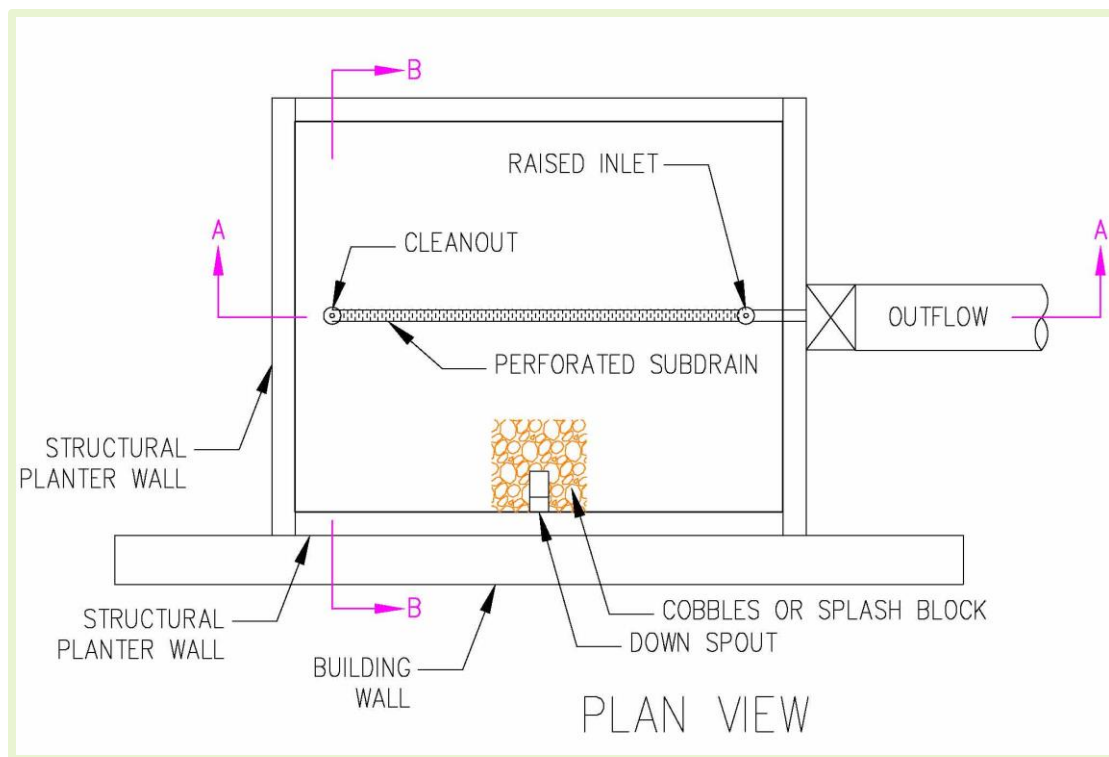 B
RAISED INLET
A
A
CLEANOUT
OUTFLOW
PERFORATED SUBDRAIN
STRUCTURAL
PLANTER WALL
STRUCTURAL
PLANTER WALL
B
COBBLES OR SPLASH BLOCK
DOWN SPOUT
BUILDING
WALL
PLAN VIEW